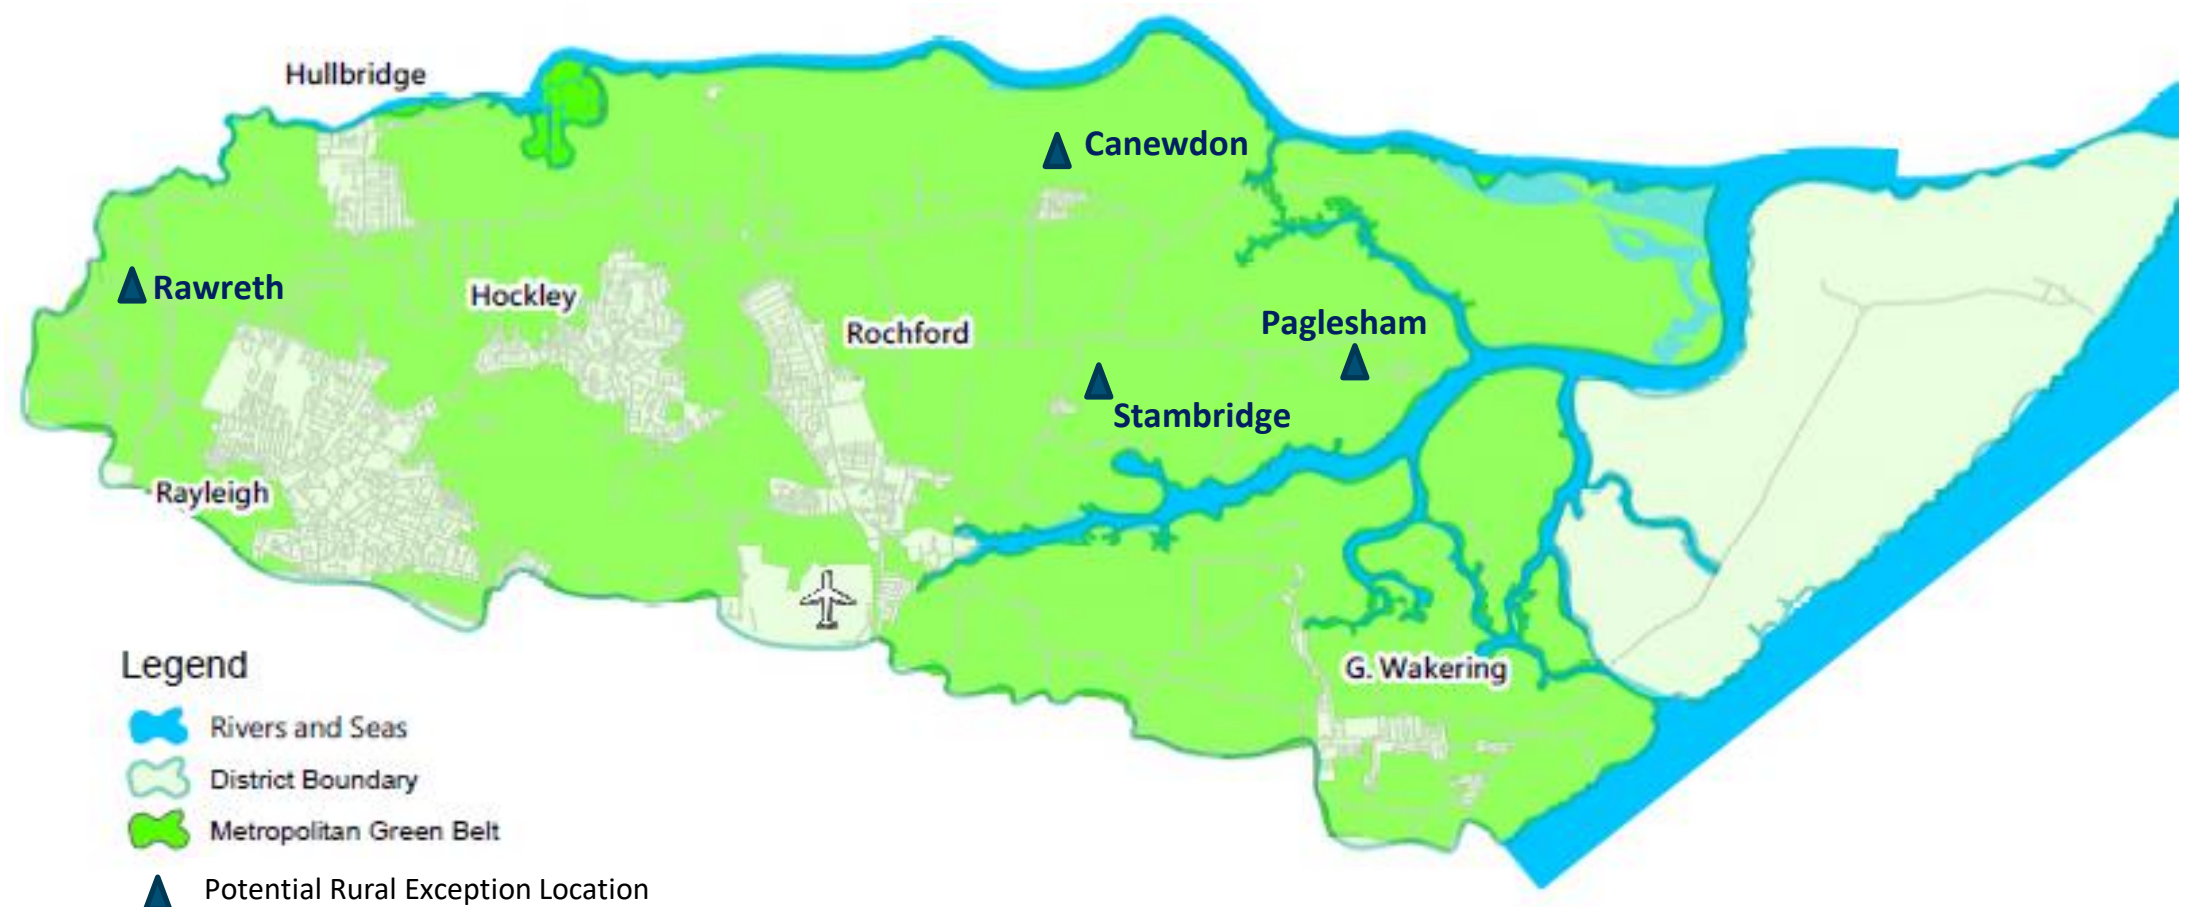 Hullbridge
Canewdon
Rawreth
Hockley
Rochford
Paglesham
Stambridge
Rayleigh
G. Wakering
Legend
Rivers and Seas
District Boundary
Metropolitan Green Belt
Potential Rural Exception Location